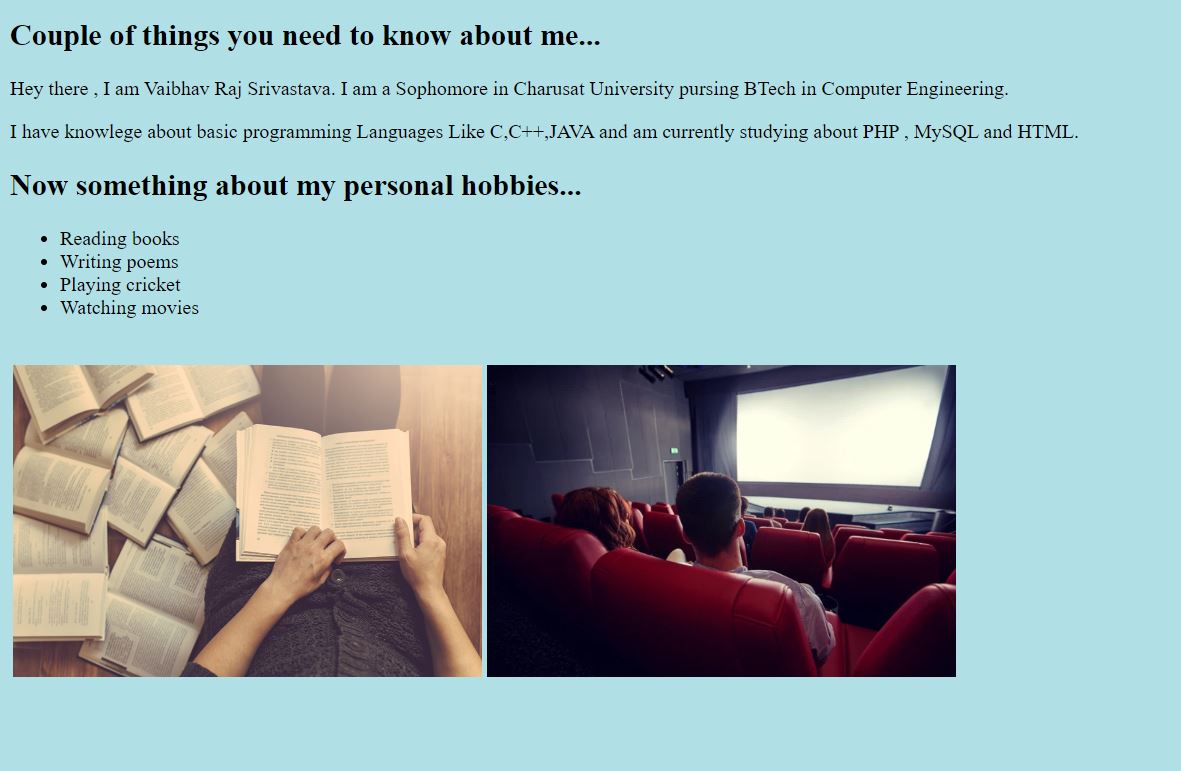 Couple of things you need to know about me...
Hey there , I am Vaibhav Raj Srivastava. I am a Sophomore in Charusat University pursing BTech in Computer Engineering.
I have knowlege about basic programming Languages Like C,C++,JAVA and am currently studying about PHP , MySQL and HTML.
Now something about my personal hobbies...
Reading books
Writing poems
Playing cricket
Watching movies